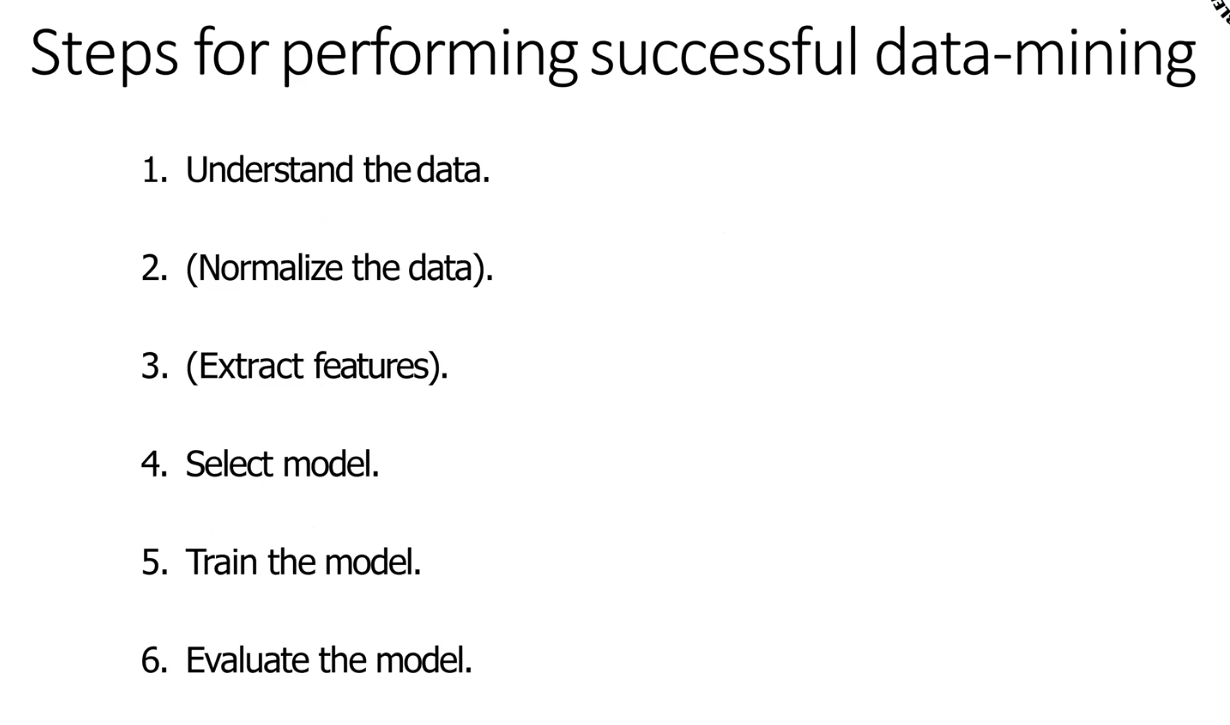 Steps for performing successful data-mining
1. Understand the data.
2. (Normalize the data).
3. (Extract features).
4. Select model.
5. Train the model.
6. Evaluate the model.